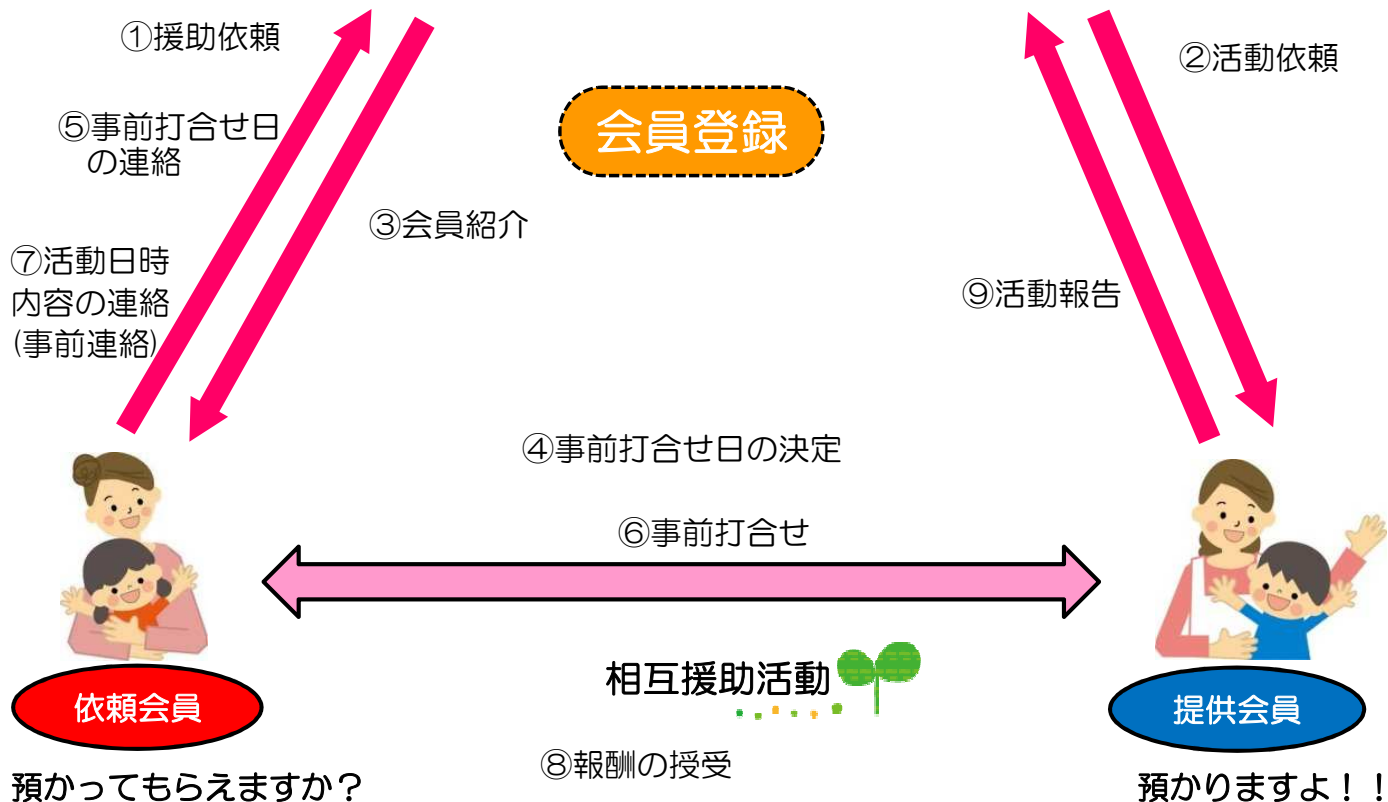 ①援助依頼
②活動依頼
⑤事前打合せ日
の連絡
会員登録
③会員紹介
⑦活動日時
内容の連絡
(事前連絡)
⑨活動報告
④事前打合せ日の決定
⑥事前打合せ
相互援助活動
依頼会員
提供会員
⑧報酬の授受
預かってもらえますか？
預かりますよ！！